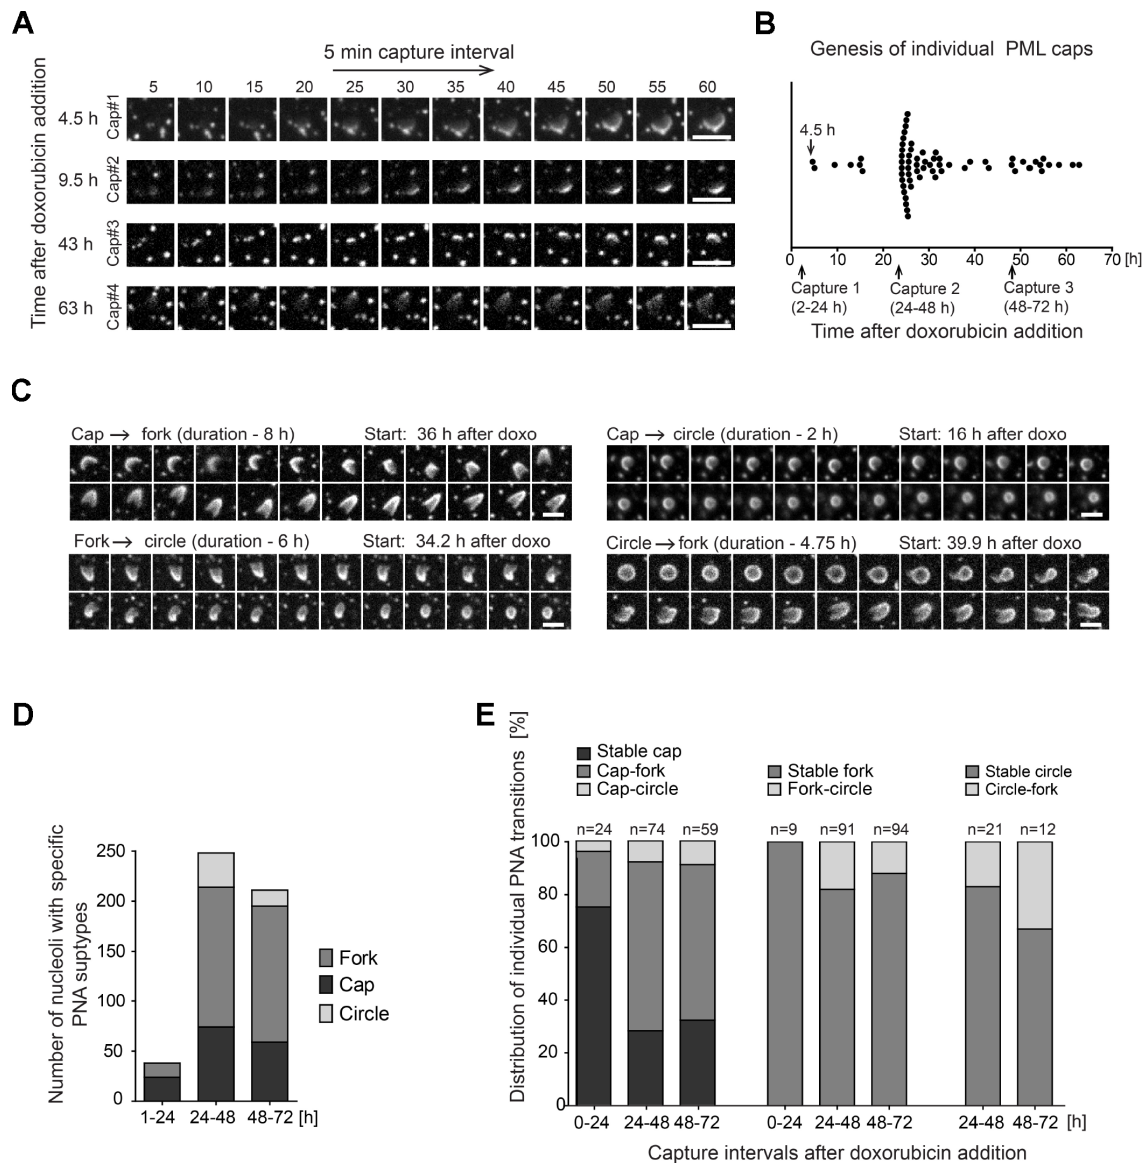 A
5 min capture interval
5 10 15 20 25 30 35 40 45 50 55 60
Time after doxorubicin addition
4.5 h Cap#1
9.5 h Cap#2
43 h Cap#3
63 h Cap#4
B
Genesis of individual PML caps
4.5 h
0 10 20 30 40 50 60 70 [h]
Capture 1 Capture 2 Capture 3
(2-24 h) (24-48 h) (48-72 h)
Time after doxorubicin addition
C
Cap → fork (duration - 8 h) Start: 36 h after doxo
Cap → circle (duration - 2 h) Start: 16 h after doxo
Fork → circle (duration - 6 h) Start: 34.2 h after doxo
Circle → fork (duration - 4.75 h) Start: 39.9 h after doxo
D
Number of nucleoli with specific
PNA suptypes
250
200
150
100
50
0
1-24 24-48 48-72 [h]
Fork
Cap
Circle
E
Distribution of individual PNA transitions [%]
Stable cap
Cap-fork
Cap-circle
Stable fork
Fork-circle
Stable circle
Circle-fork
n=24 n=74 n=59 n=9 n=91 n=94 n=21 n=12
100
80
60
40
20
0
0-24 24-48 48-72 0-24 24-48 48-72 24-48 48-72 [h]
Capture intervals after doxorubicin addition